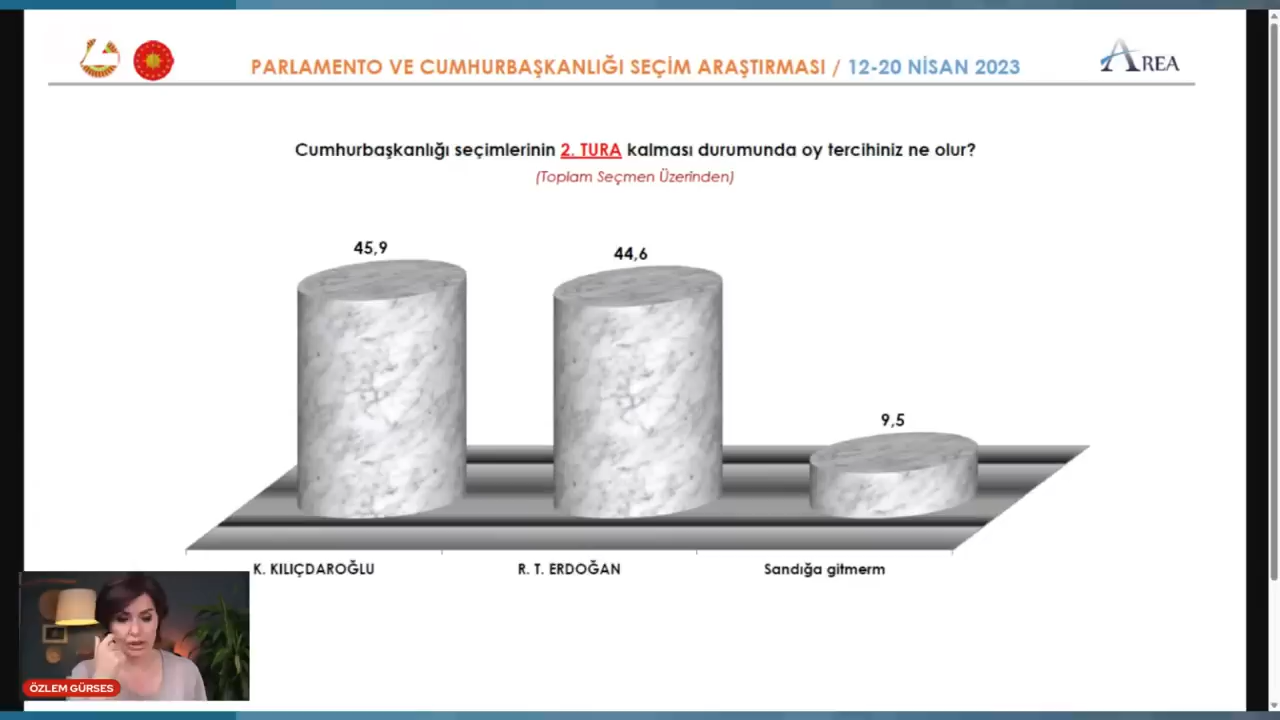 PARLAMENTO VE CUMHURBAŞKANLIĞI SEÇİM ARAŞTIRMASI / 12-20 NİSAN 2023
AREA
Cumhurbaşkanlığı seçimlerinin 2. TURA kalması durumunda oy tercihiniz ne olur?
(Toplam Seçmen Üzerinden)
45,9
44,6
9,5
K. KILIÇDAROĞLU
R. T. ERDOĞAN
Sandığa gitmerm
ÖZLEM GÜRSES